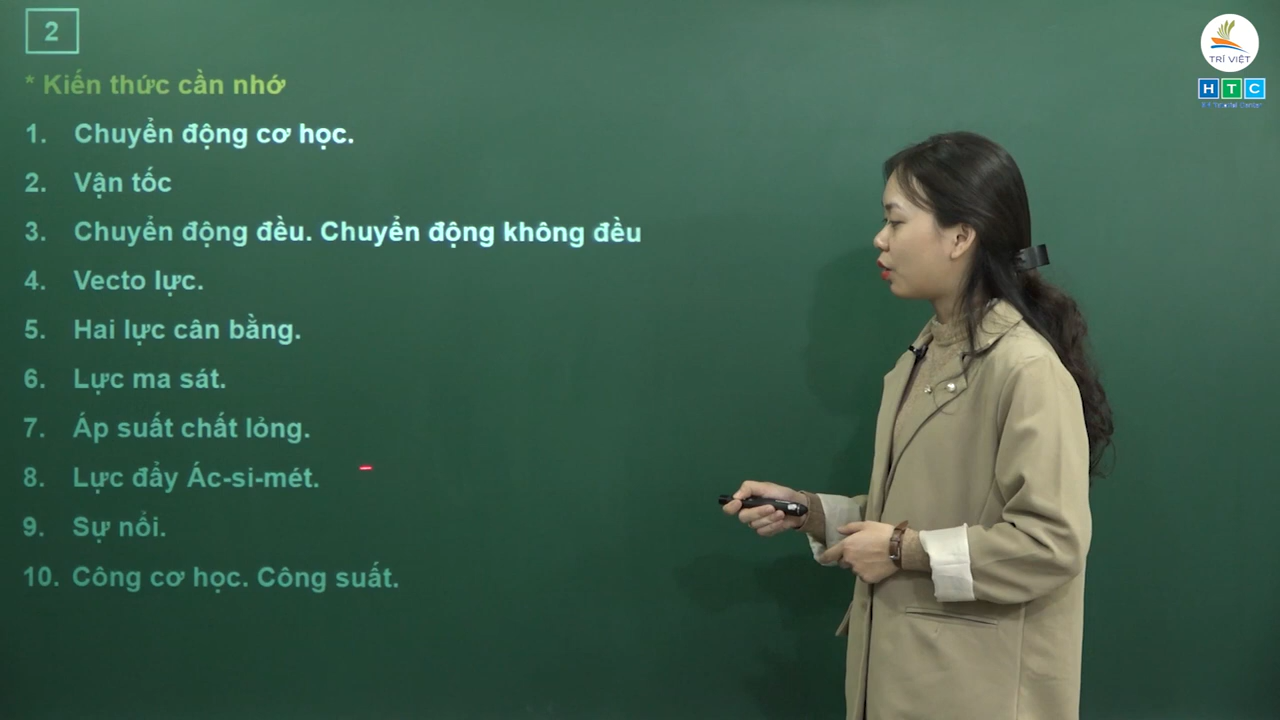 2
* Kiến thức cần nhớ
1. Chuyển động cơ học.
2. Vận tốc
3. Chuyển động đều. Chuyển động không đều
4. Vecto lực.
5. Hai lực cân bằng.
6. Lực ma sát.
7. Áp suất chất lỏng.
8. Lực đẩy Ác-si-mét.
9. Sự nổi.
10. Công cơ học. Công suất.
TRÍ VIỆT
HTC